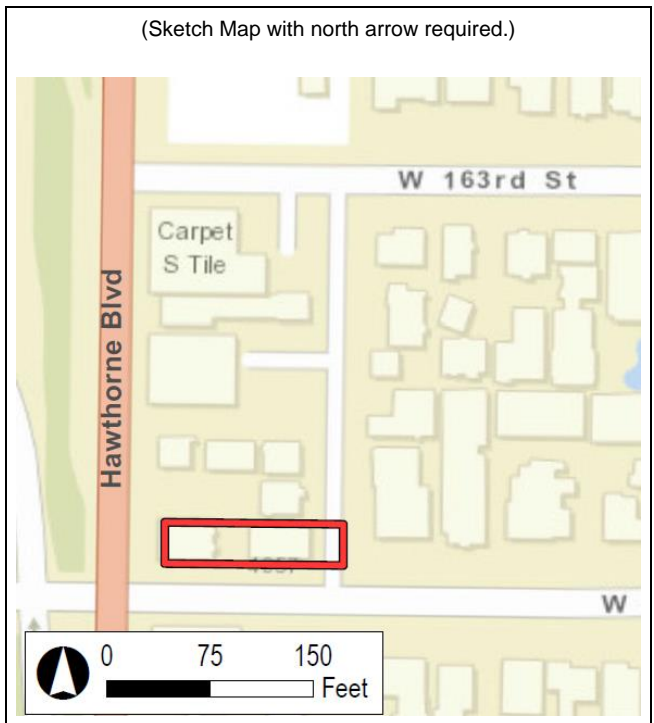 (Sketch Map with north arrow required.)
W 163rd St
Carpet
S Tile
Hawthorne Blvd
W
0 75 150
Feet